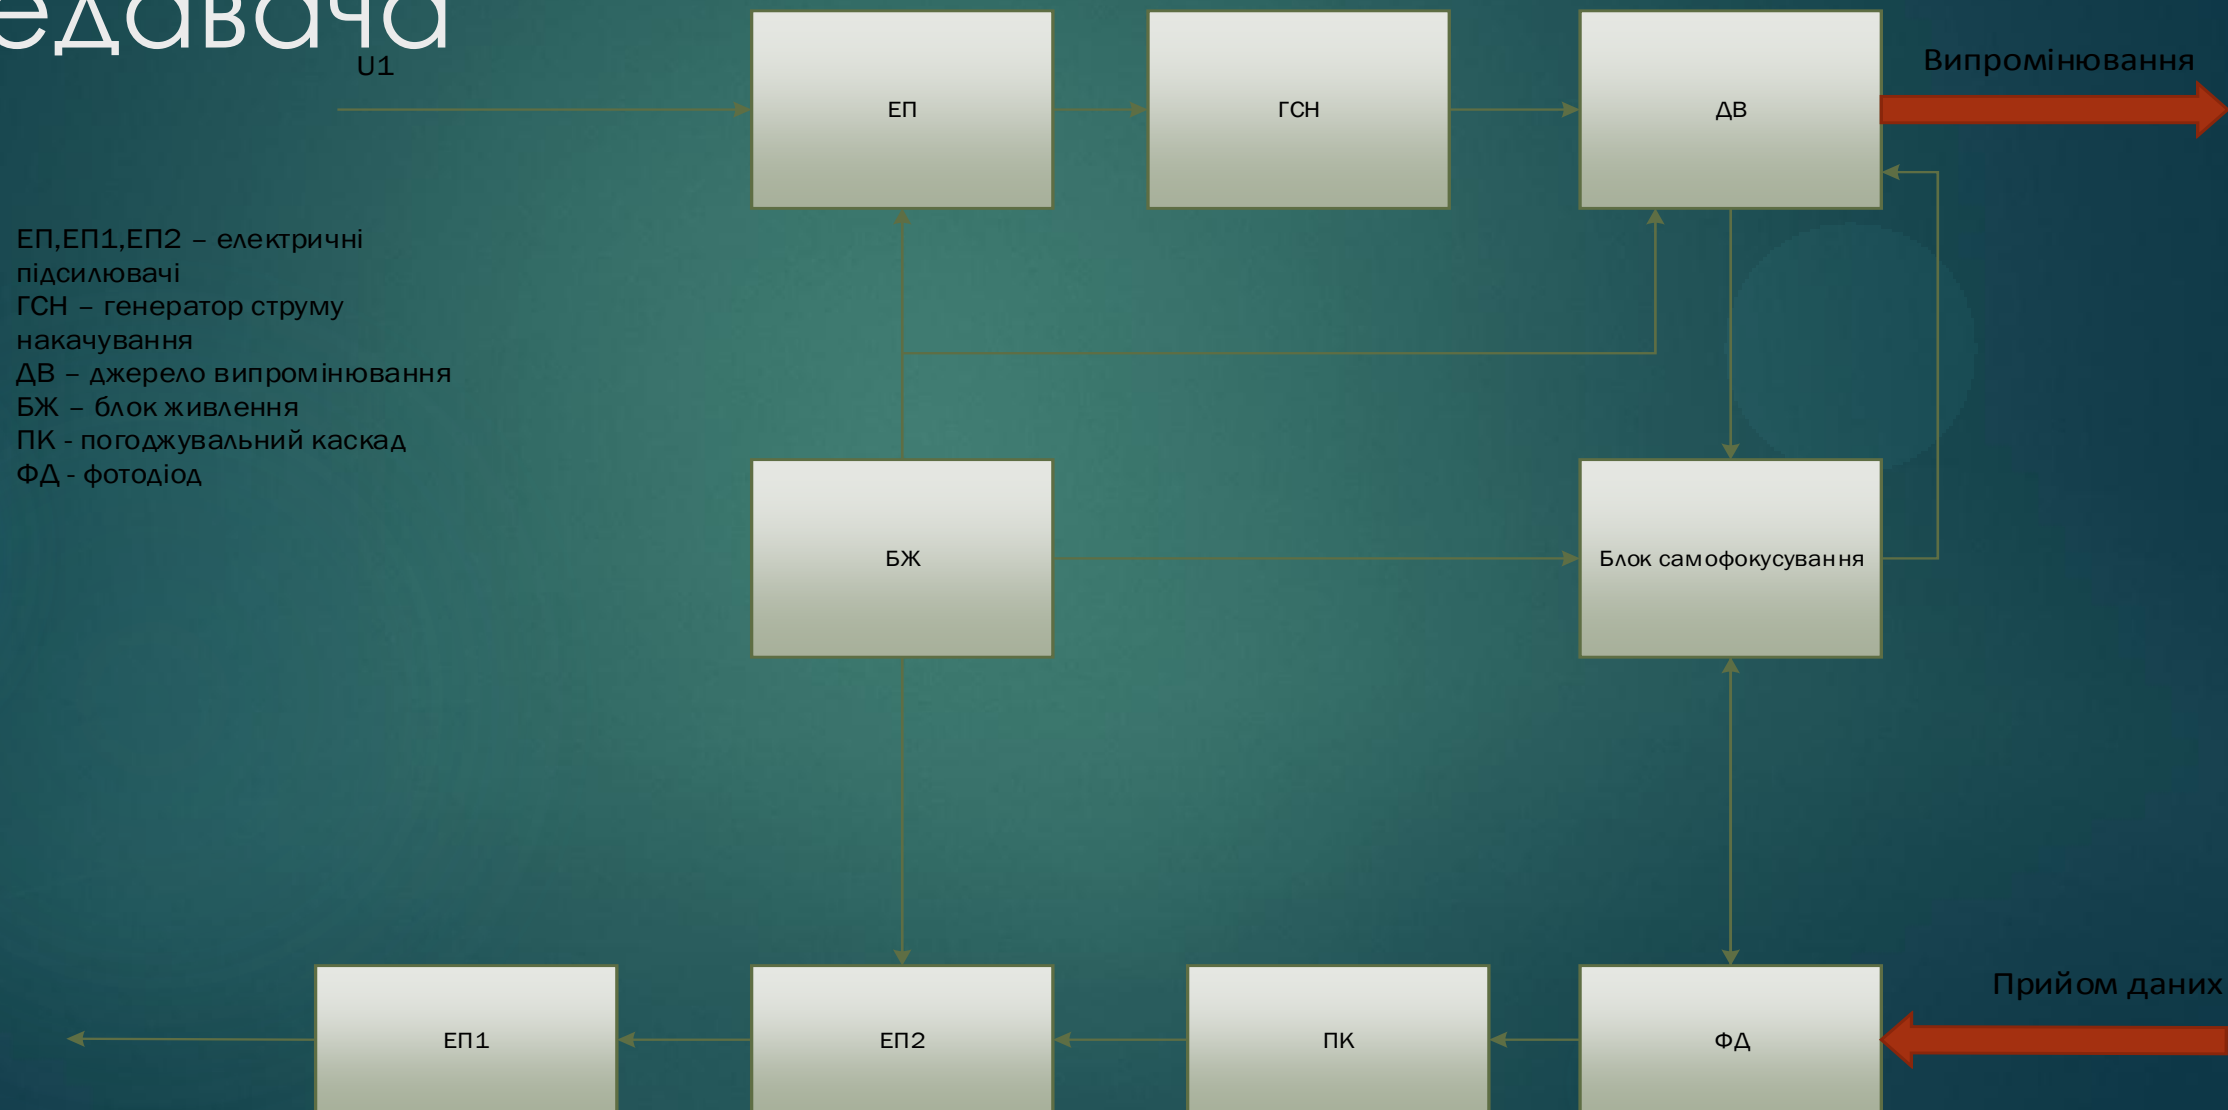 едавача
U1
Випромінювання
ЕП
ГСН
ДВ
ЕП,ЕП1,ЕП2 – електричні
підсилювачі
ГСН – генератор струму
накачування
ДВ – джерело випромінювання
БЖ – блок живлення
ПК - погоджувальний каскад
ФД - фотодіод
БЖ
Блок самофокусування
Прийом даних
ЕП1
ЕП2
ПК
ФД